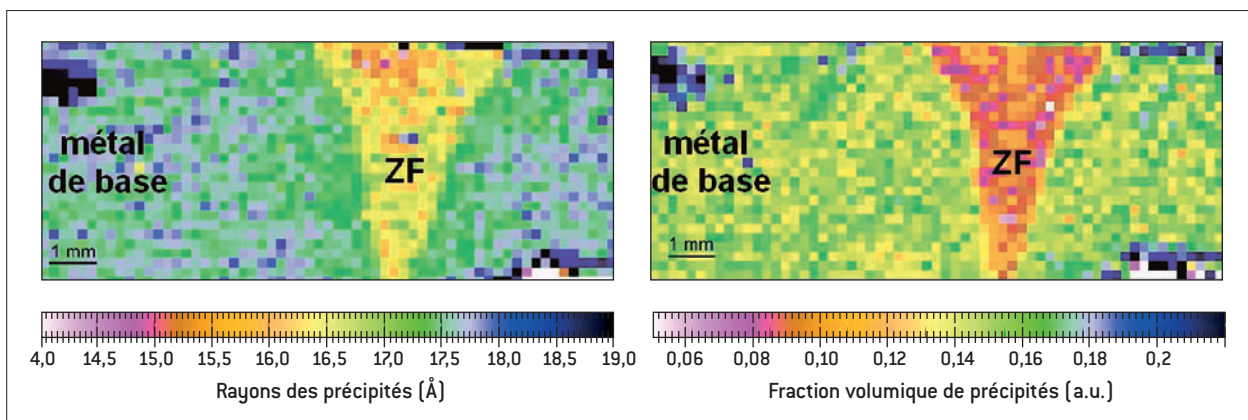 métal
de base
ZF
1 mm
métal
de base
ZF
1 mm
4,0 14,5 15,0 15,5 16,0 16,5 17,0 17,5 18,0 18,5 19,0
Rayons des précipités (Å)
0,06 0,08 0,10 0,12 0,14 0,16 0,18 0,2
Fraction volumique de précipités (a.u.)